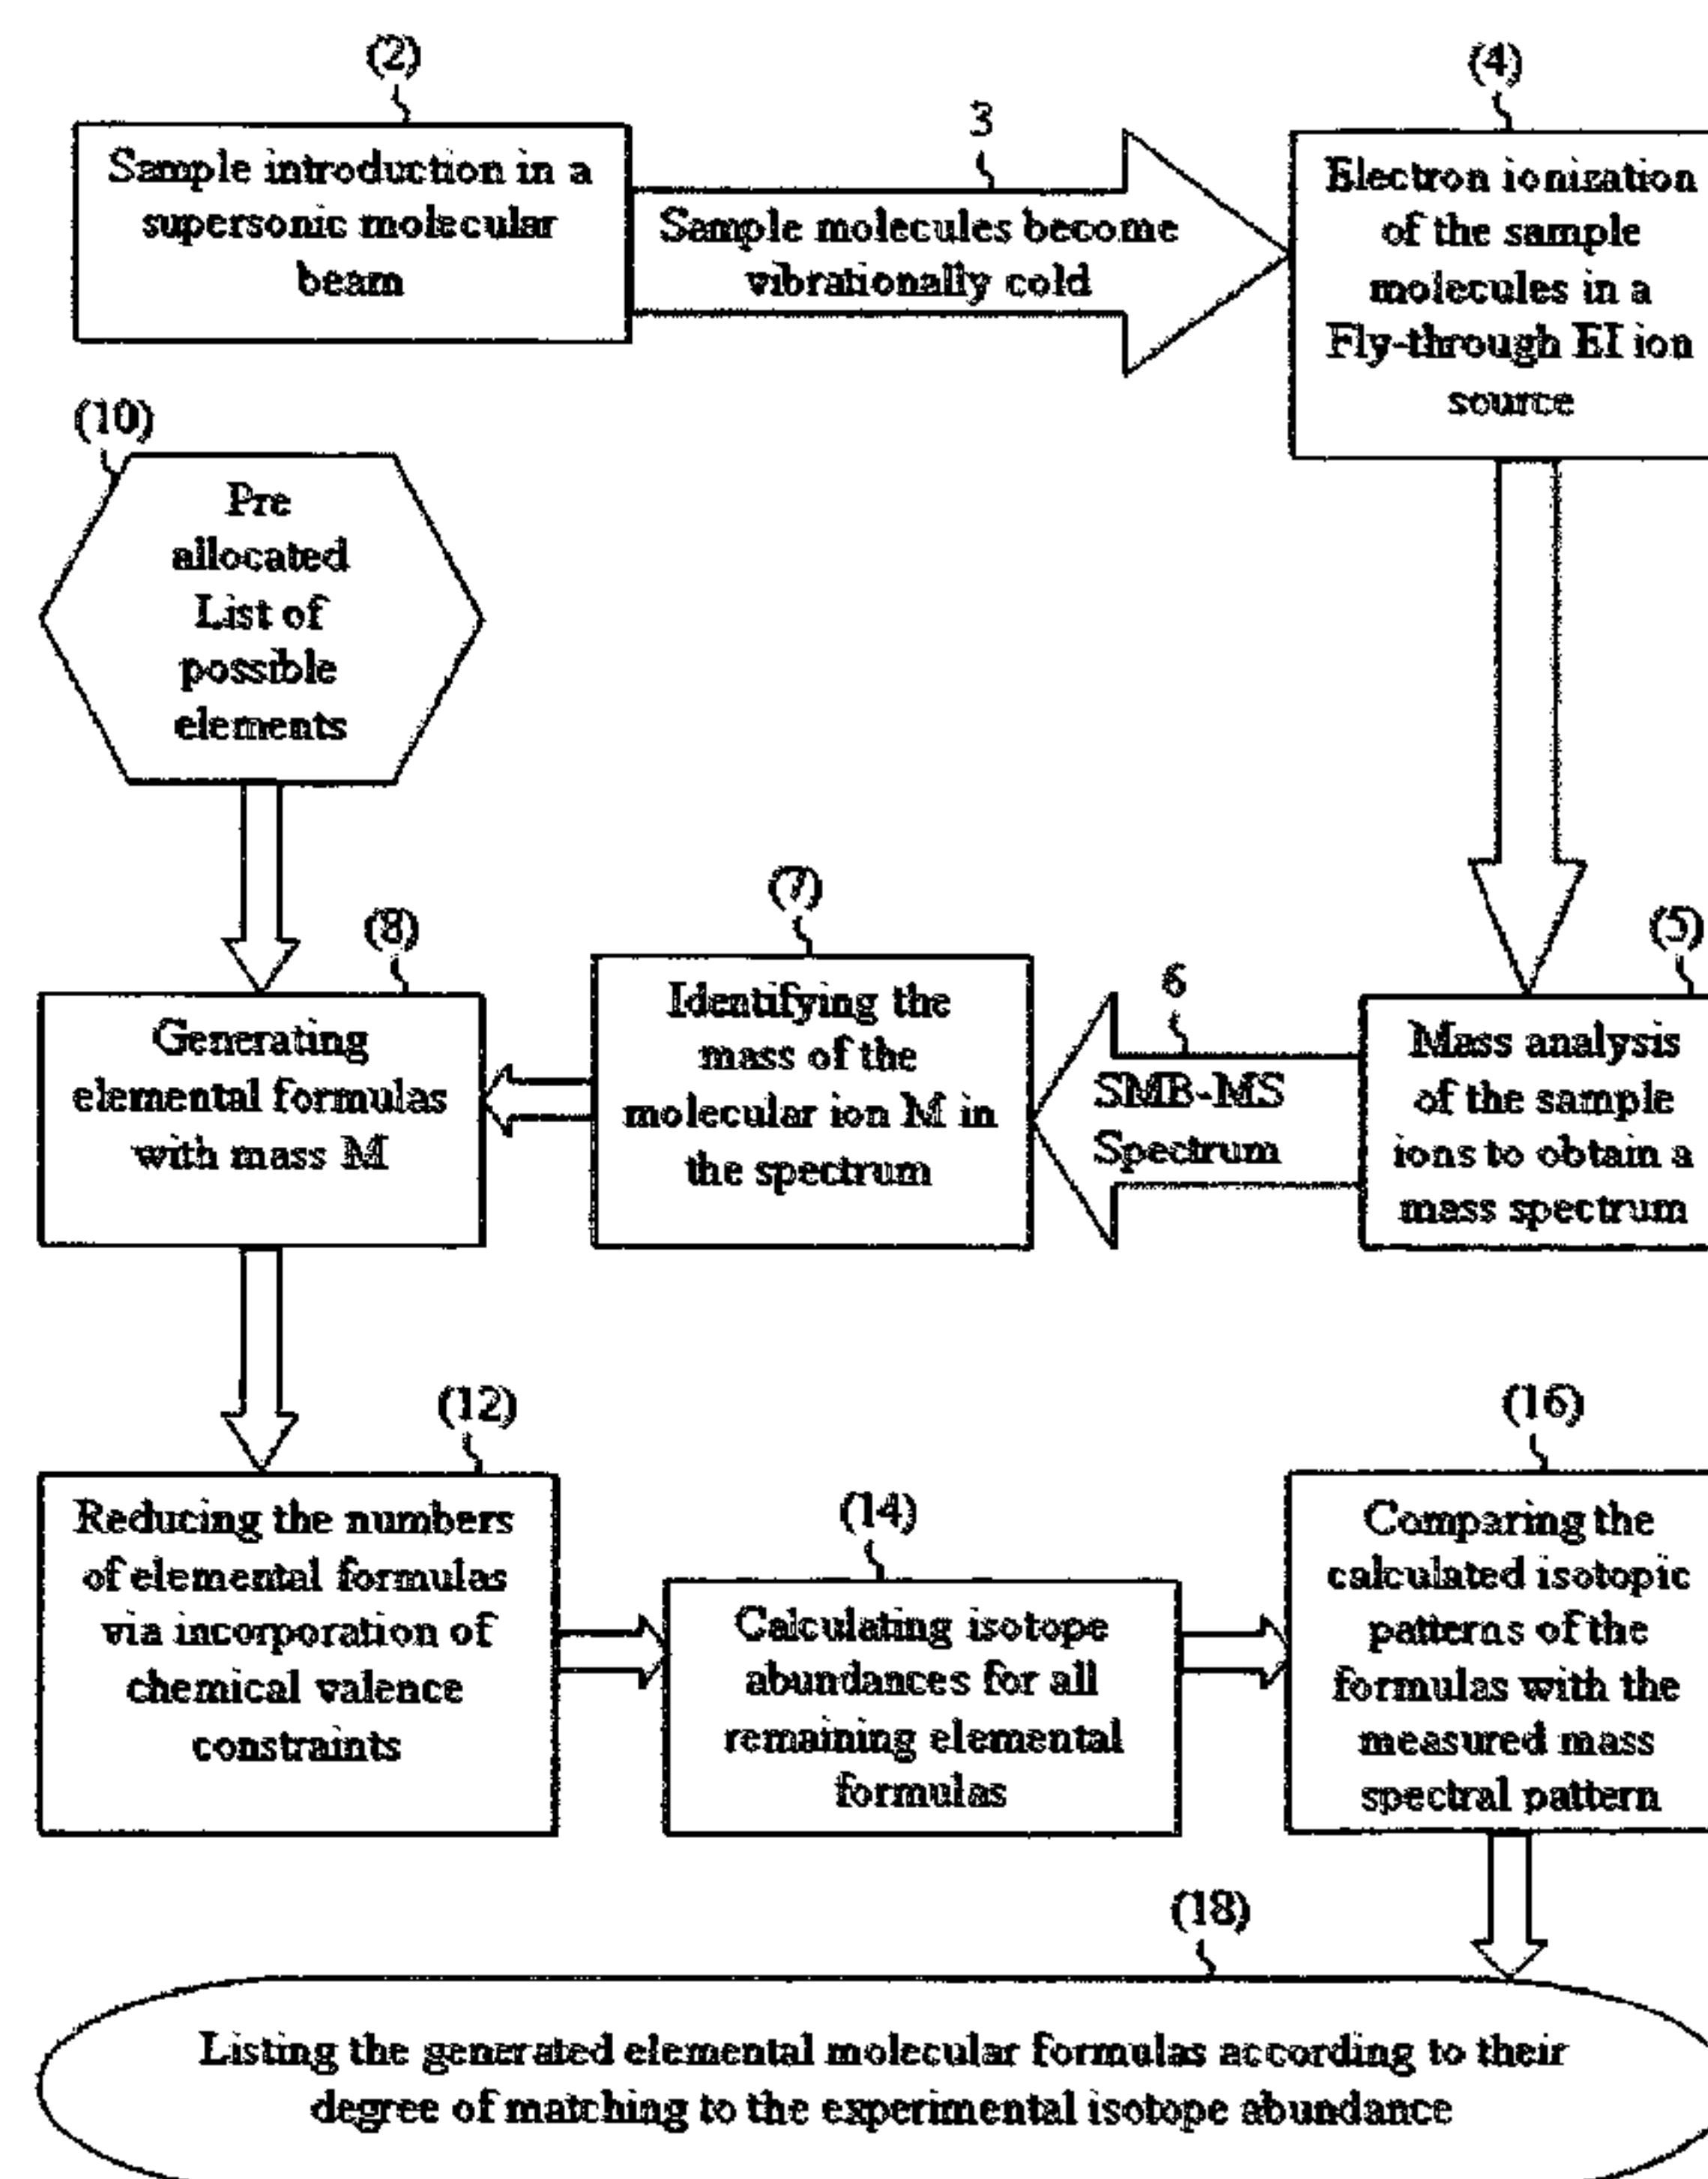 (2)
Sample introduction in a
supersonic molecular
beam
3
Sample molecules become
vibrationally cold
(4)
Electron ionization
of the sample
molecules in a
Fly-through EI ion
source
(10)
Pre
allocated
List of
possible
elements
(5)
Mass analysis
of the sample
ions to obtain a
mass spectrum
6
SMB-MS
Spectrum
(7)
Identifying the
mass of the
molecular ion M in
the spectrum
(8)
Generating
elemental formulas
with mass M
(12)
Reducing the numbers
of elemental formulas
via incorporation of
chemical valence
constraints
(14)
Calculating isotope
abundances for all
remaining elemental
formulas
(16)
Comparing the
calculated isotopic
patterns of the
formulas with the
measured mass
spectral pattern
(18)
Listing the generated elemental molecular formulas according to their
degree of matching to the experimental isotope abundance